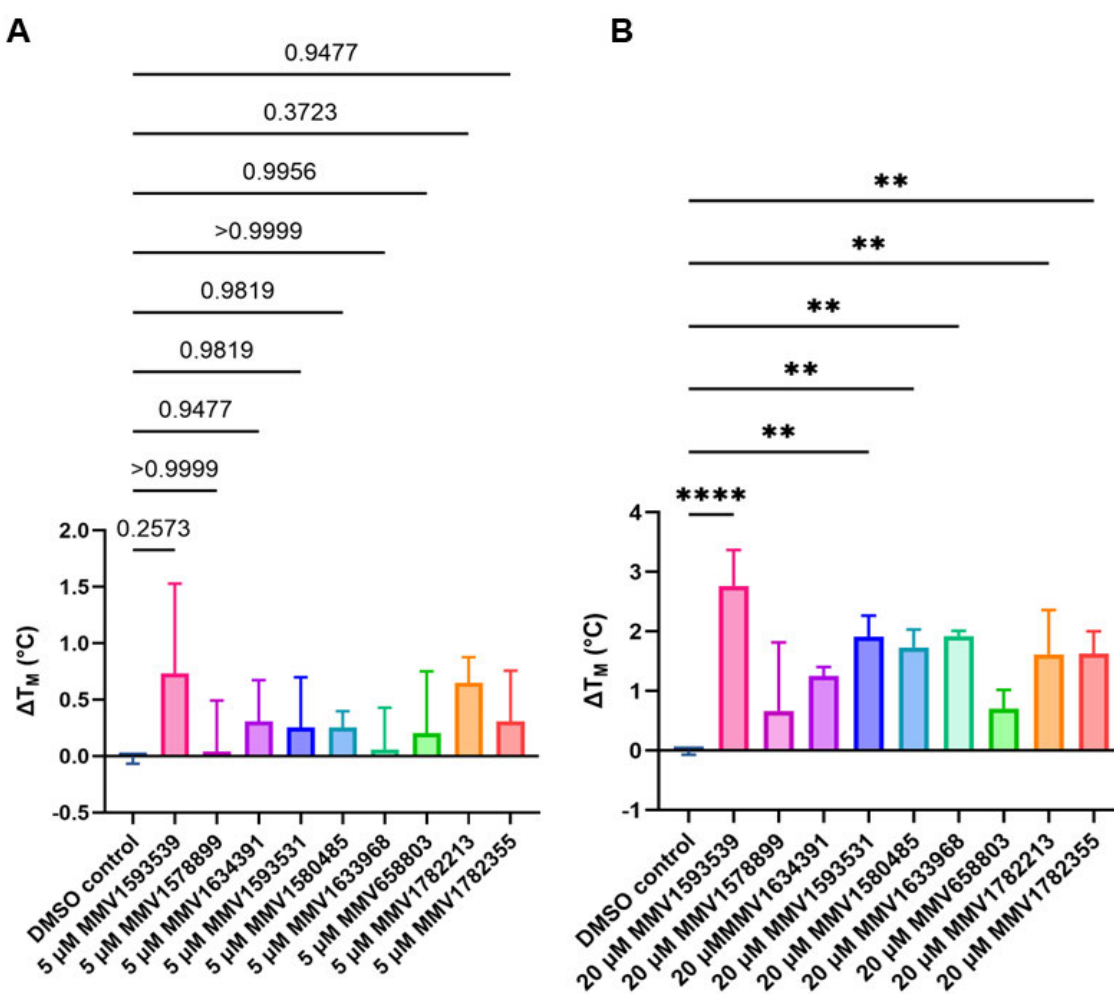 A
0.9477
0.3723
0.9956
>0.9999
0.9819
0.9819
0.9477
>0.9999
0.2573
2.0
1.5
1.0
0.5
0.0
-0.5
ΔTM (°C)
DMSO control
5 µM MMV1593539
5 µM MMV1578899
5 µM MMV1634391
5 µM MMV1593531
5 µM MMV1580485
5 µM MMV1633968
5 µM MMV658803
5 µM MMV1782213
5 µM MMV1782355
B
**
**
**
**
**
****
4
3
2
1
0
-1
ΔTM (°C)
DMSO control
20 µM MMV1593539
20 µM MMV1578899
20 µMMMV1634391
20 µM MMV1593531
20 µM MMV1580485
20 µM MMV1633968
20 µM MMV658803
20 µM MMV1782213
20 µM MMV1782355